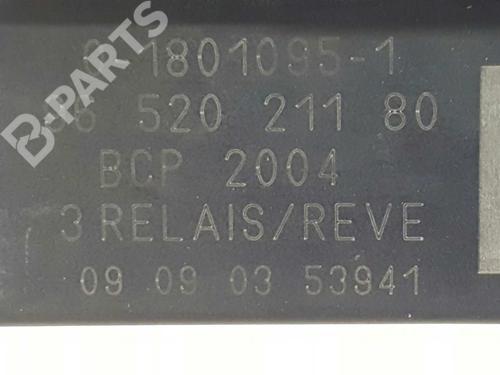 1801095-1
520 211 80
BCP 2004
3 RELAIS/REVE
09 09 03 53941
B-PARTS